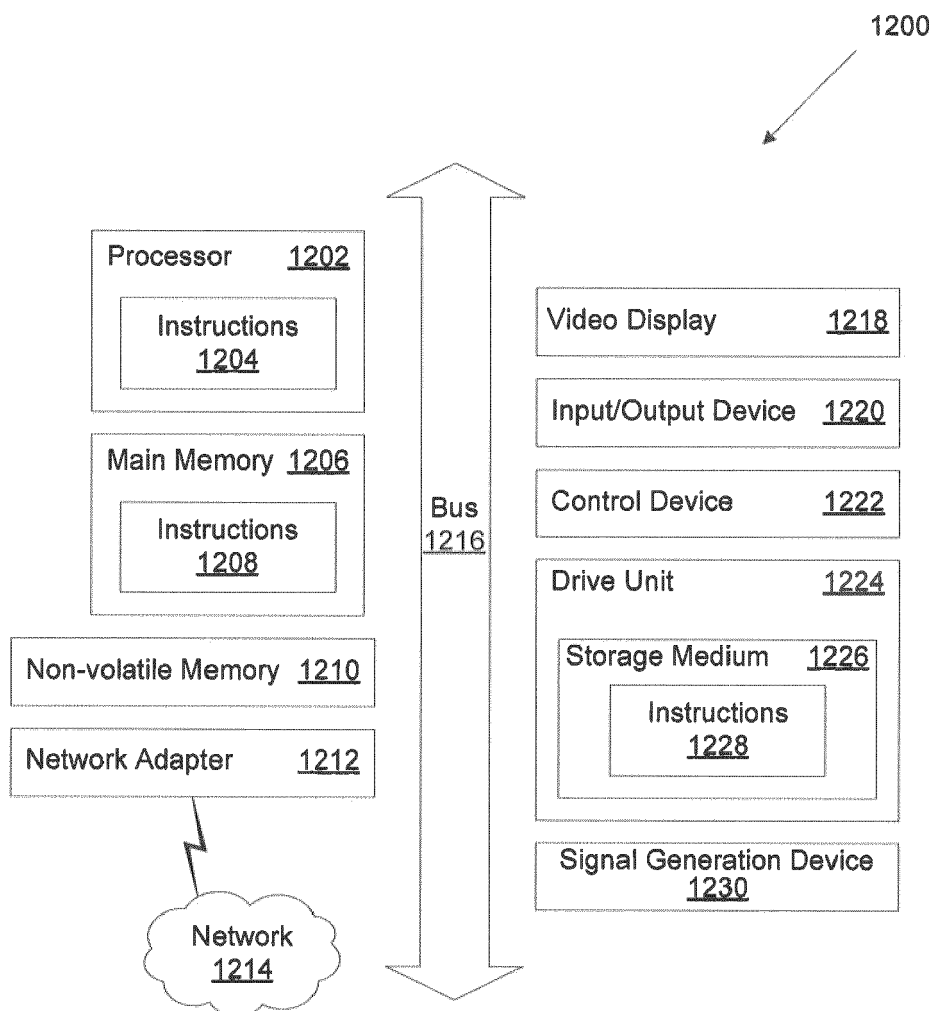 1200
Processor 1202
Instructions
1204
Main Memory 1206
Instructions
1208
Non-volatile Memory 1210
Network Adapter 1212
Network
1214
Bus
1216
Video Display 1218
Input/Output Device 1220
Control Device 1222
Drive Unit 1224
Storage Medium 1226
Instructions
1228
Signal Generation Device
1230